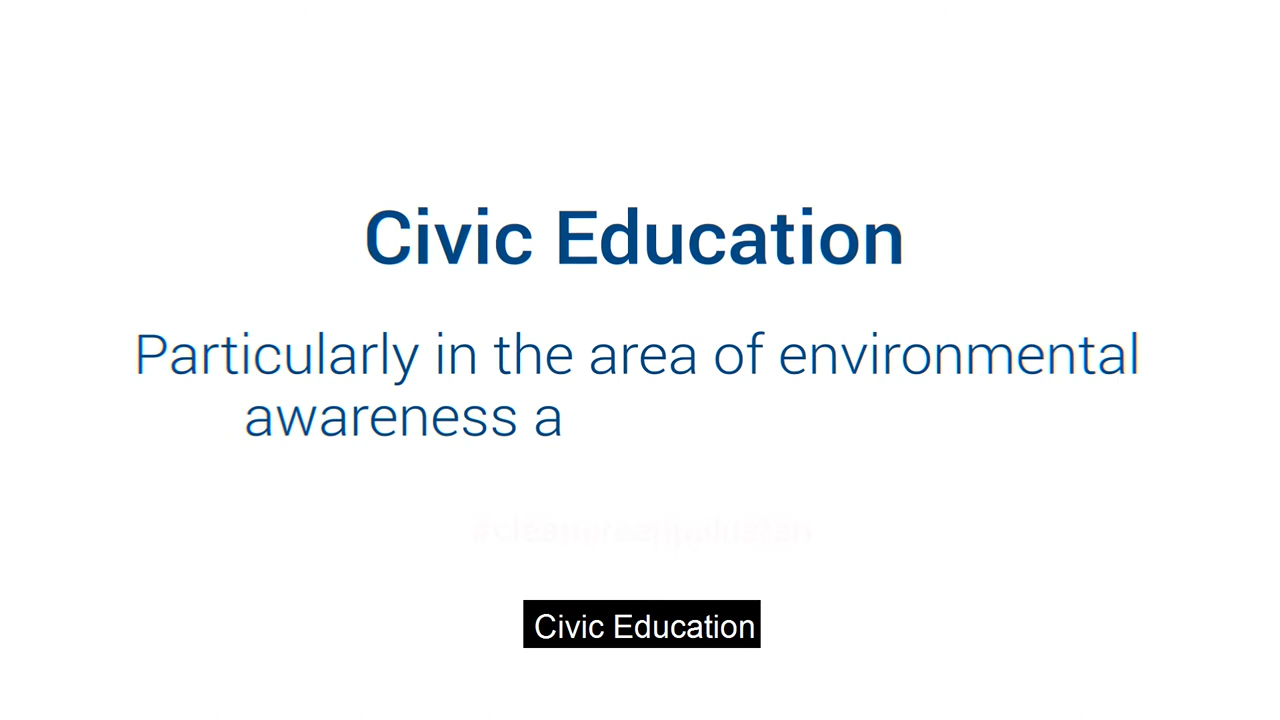 Civic Education
Particularly in the area of environmental
awareness a
Civic Education